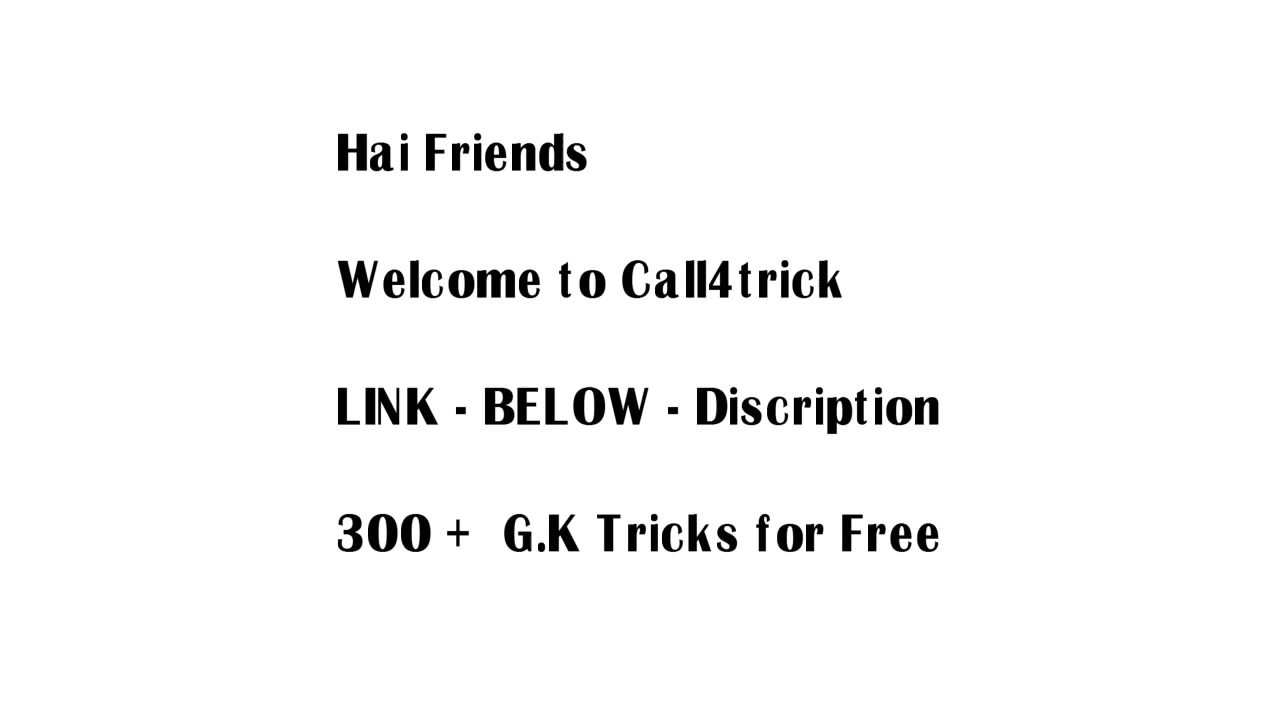 Hai Friends
Welcome to Call4trick
LINK - BELOW - Discription
300 + G.K Tricks for Free